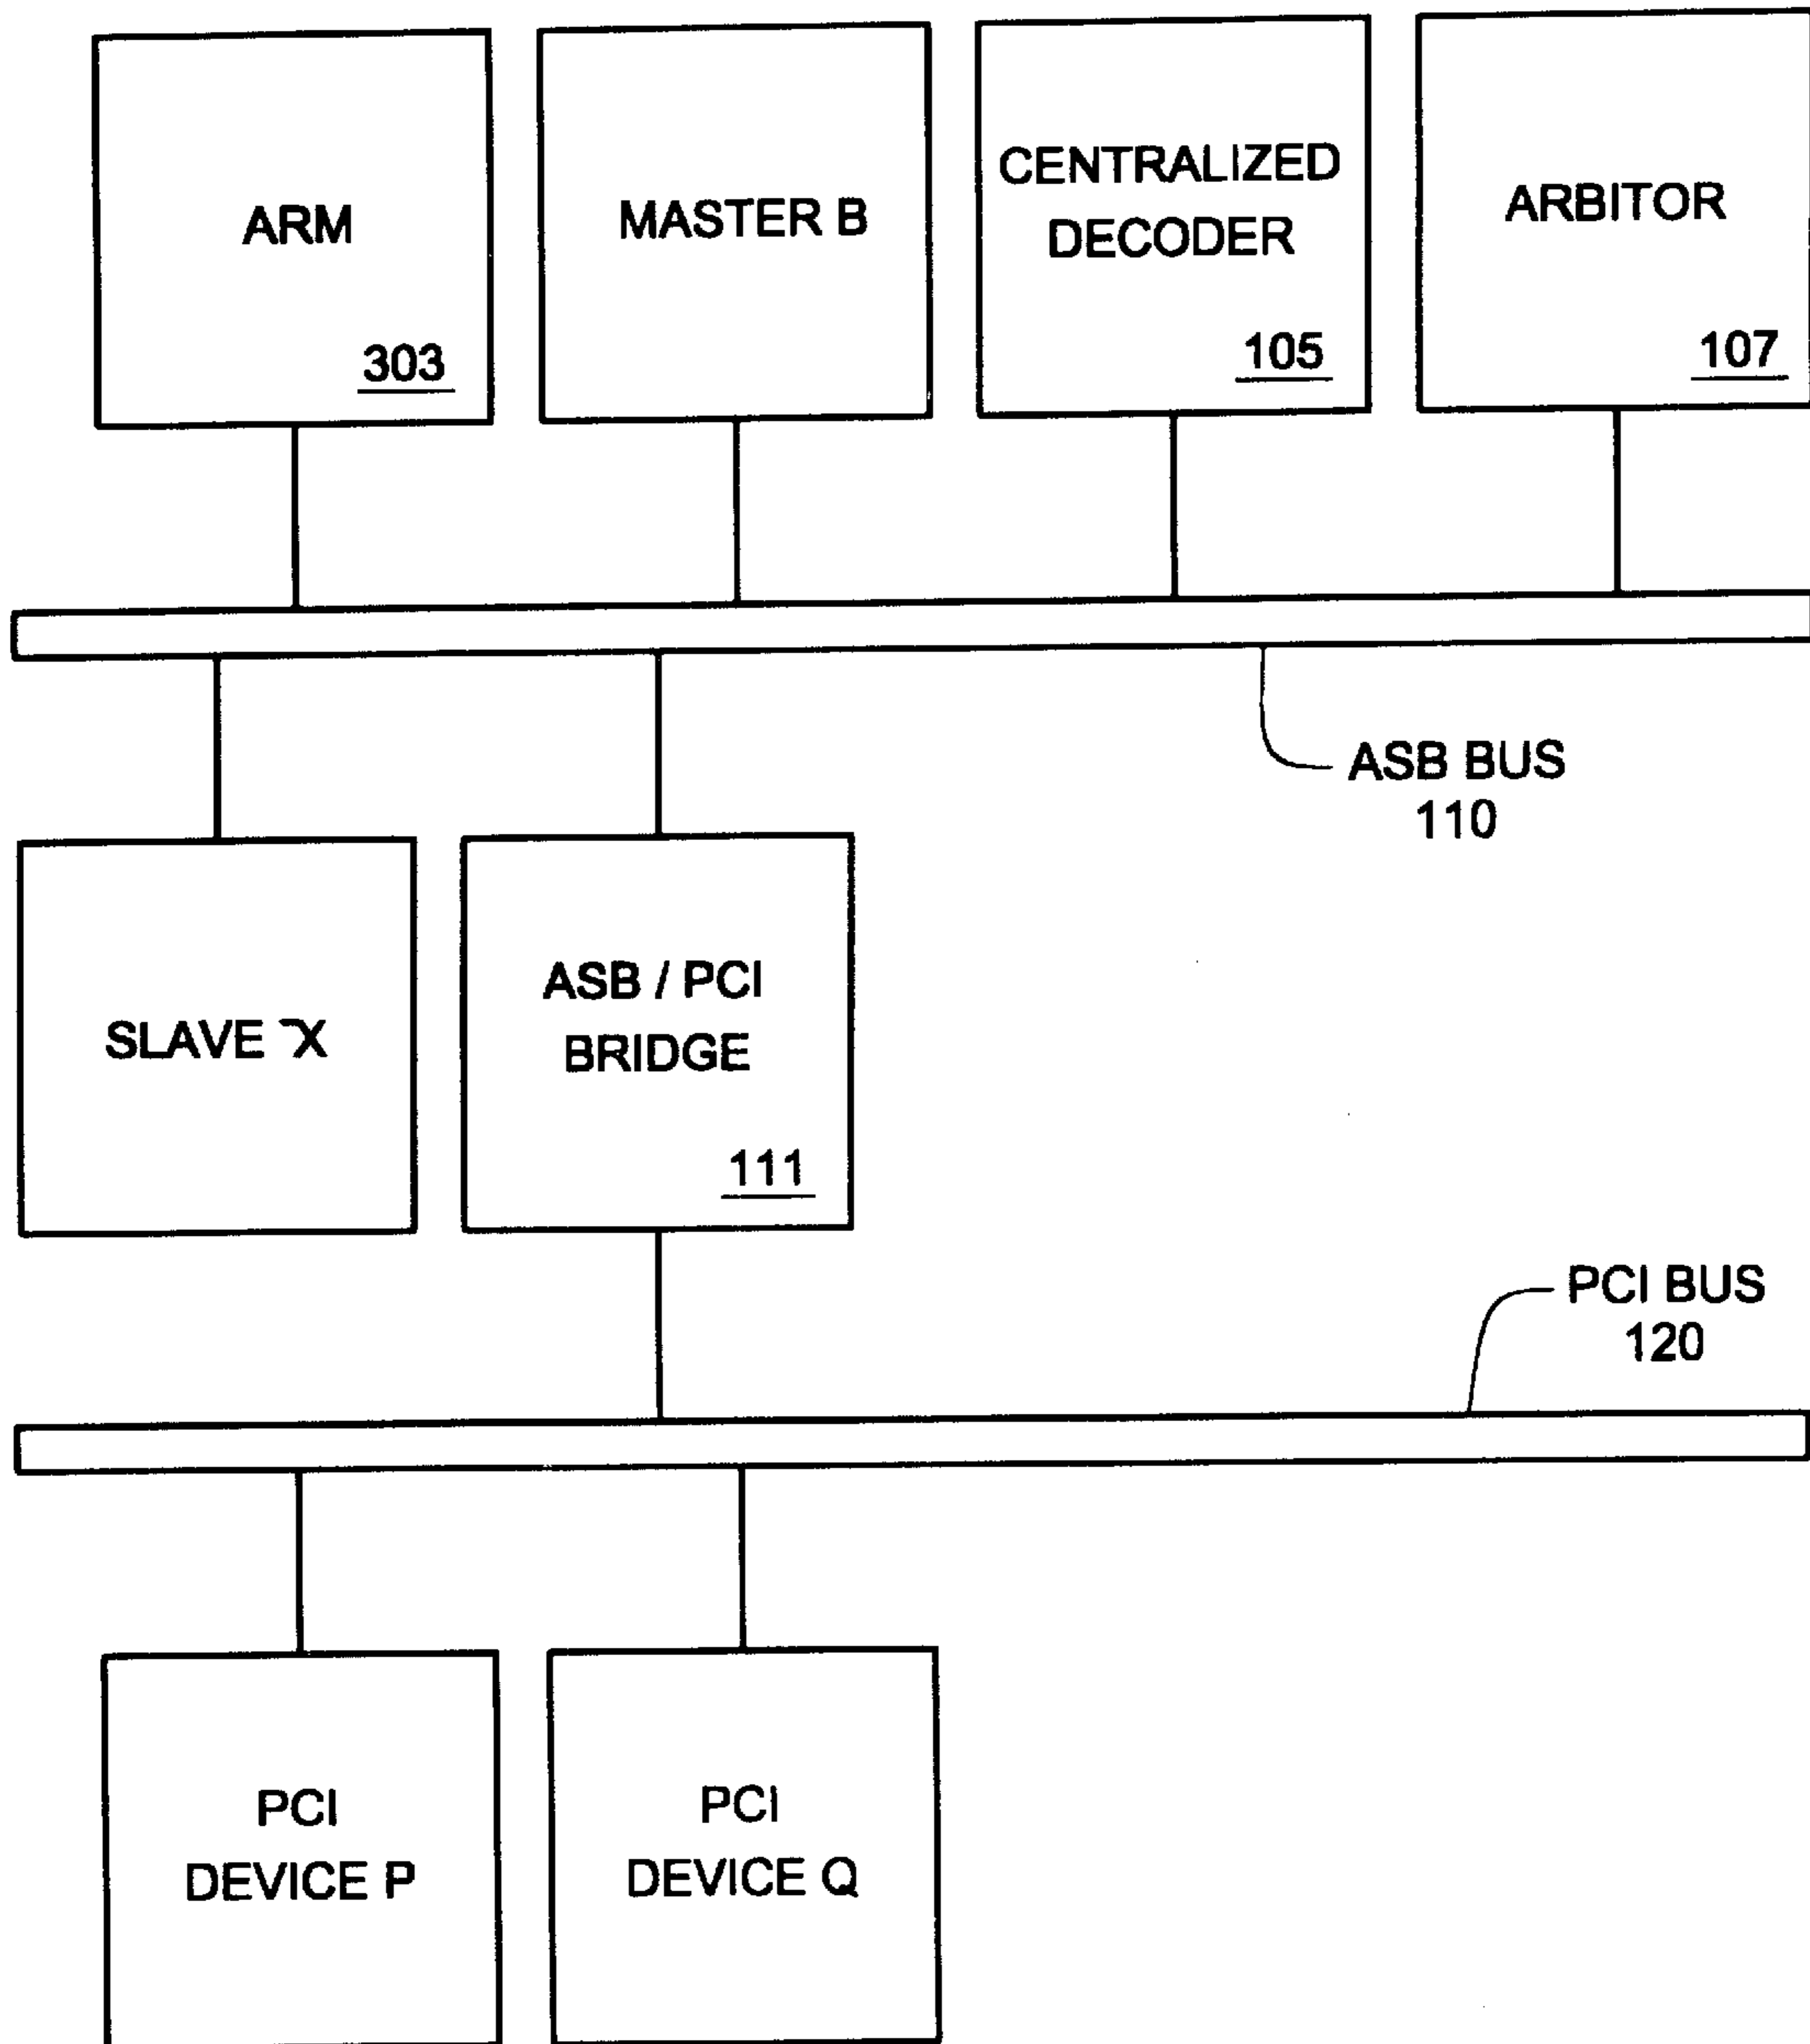 ARM
303
MASTER B
CENTRALIZED
DECODER
105
ARBITOR
107
ASB BUS
110
SLAVE X
ASB / PCI
BRIDGE
111
PCI BUS
120
PCI
DEVICE P
PCI
DEVICE Q